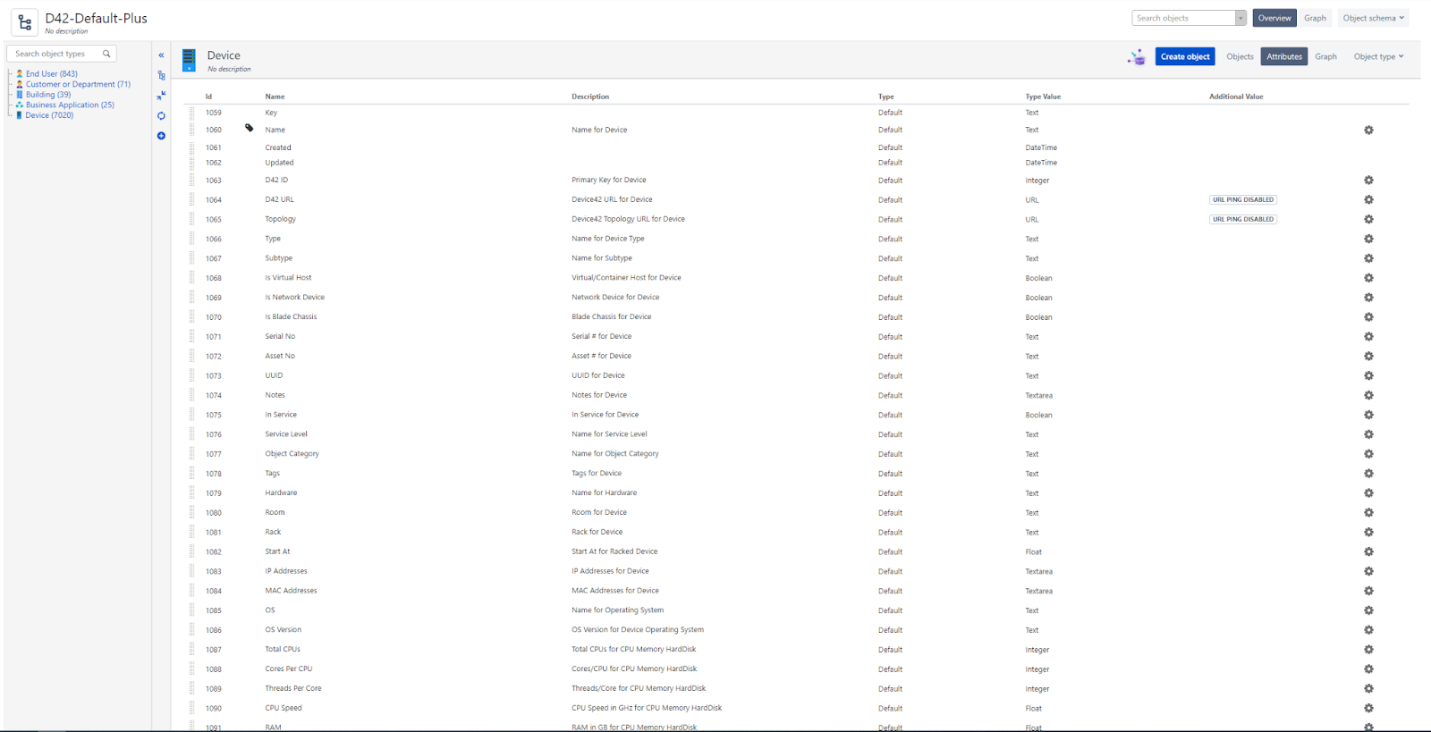 D42-Default-Plus
No description
Search objects
Overview Graph Object schema
Search object types
End User (843)
Customer or Department (71)
Building (39)
Business Application (25)
Device (7020)
Device
No description
Create object Objects Attributes Graph Object type
Id Name Description Type Type Value Additional Value
1059 Key Default Text
1060 Name Name for Device Default Text
1061 Created Default DateTime
1062 Updated Default DateTime
1063 D42 ID Primary Key for Device Default Integer
1064 D42 URL Device42 URL for Device Default URL URL PING DISABLED
1065 Topology Device42 Topology URL for Device Default URL URL PING DISABLED
1066 Type Name for Device Type Default Text
1067 Subtype Name for Subtype Default Text
1068 Is Virtual Host Virtual/Container Host for Device Default Boolean
1069 Is Network Device Network Device for Device Default Boolean
1070 Is Blade Chassis Blade Chassis for Device Default Boolean
1071 Serial No Serial # for Device Default Text
1072 Asset No Asset # for Device Default Text
1073 UUID UUID for Device Default Text
1074 Notes Notes for Device Default Textarea
1075 In Service In Service for Device Default Boolean
1076 Service Level Name for Service Level Default Text
1077 Object Category Name for Object Category Default Text
1078 Tags Tags for Device Default Text
1079 Hardware Name for Hardware Default Text
1080 Room Room for Device Default Text
1081 Rack Rack for Device Default Text
1082 Start At Start At for Racked Device Default Float
1083 IP Addresses IP Addresses for Device Default Textarea
1084 MAC Addresses MAC Addresses for Device Default Textarea
1085 OS Name for Operating System Default Text
1086 OS Version OS Version for Device Operating System Default Text
1087 Total CPUs Total CPUs for CPU Memory HardDisk Default Integer
1088 Cores Per CPU Cores/CPU for CPU Memory HardDisk Default Integer
1089 Threads Per Core Threads/Core for CPU Memory HardDisk Default Integer
1090 CPU Speed CPU Speed in GHz for CPU Memory HardDisk Default Float
1091 RAM RAM in GB for CPU Memory HardDisk Default Float